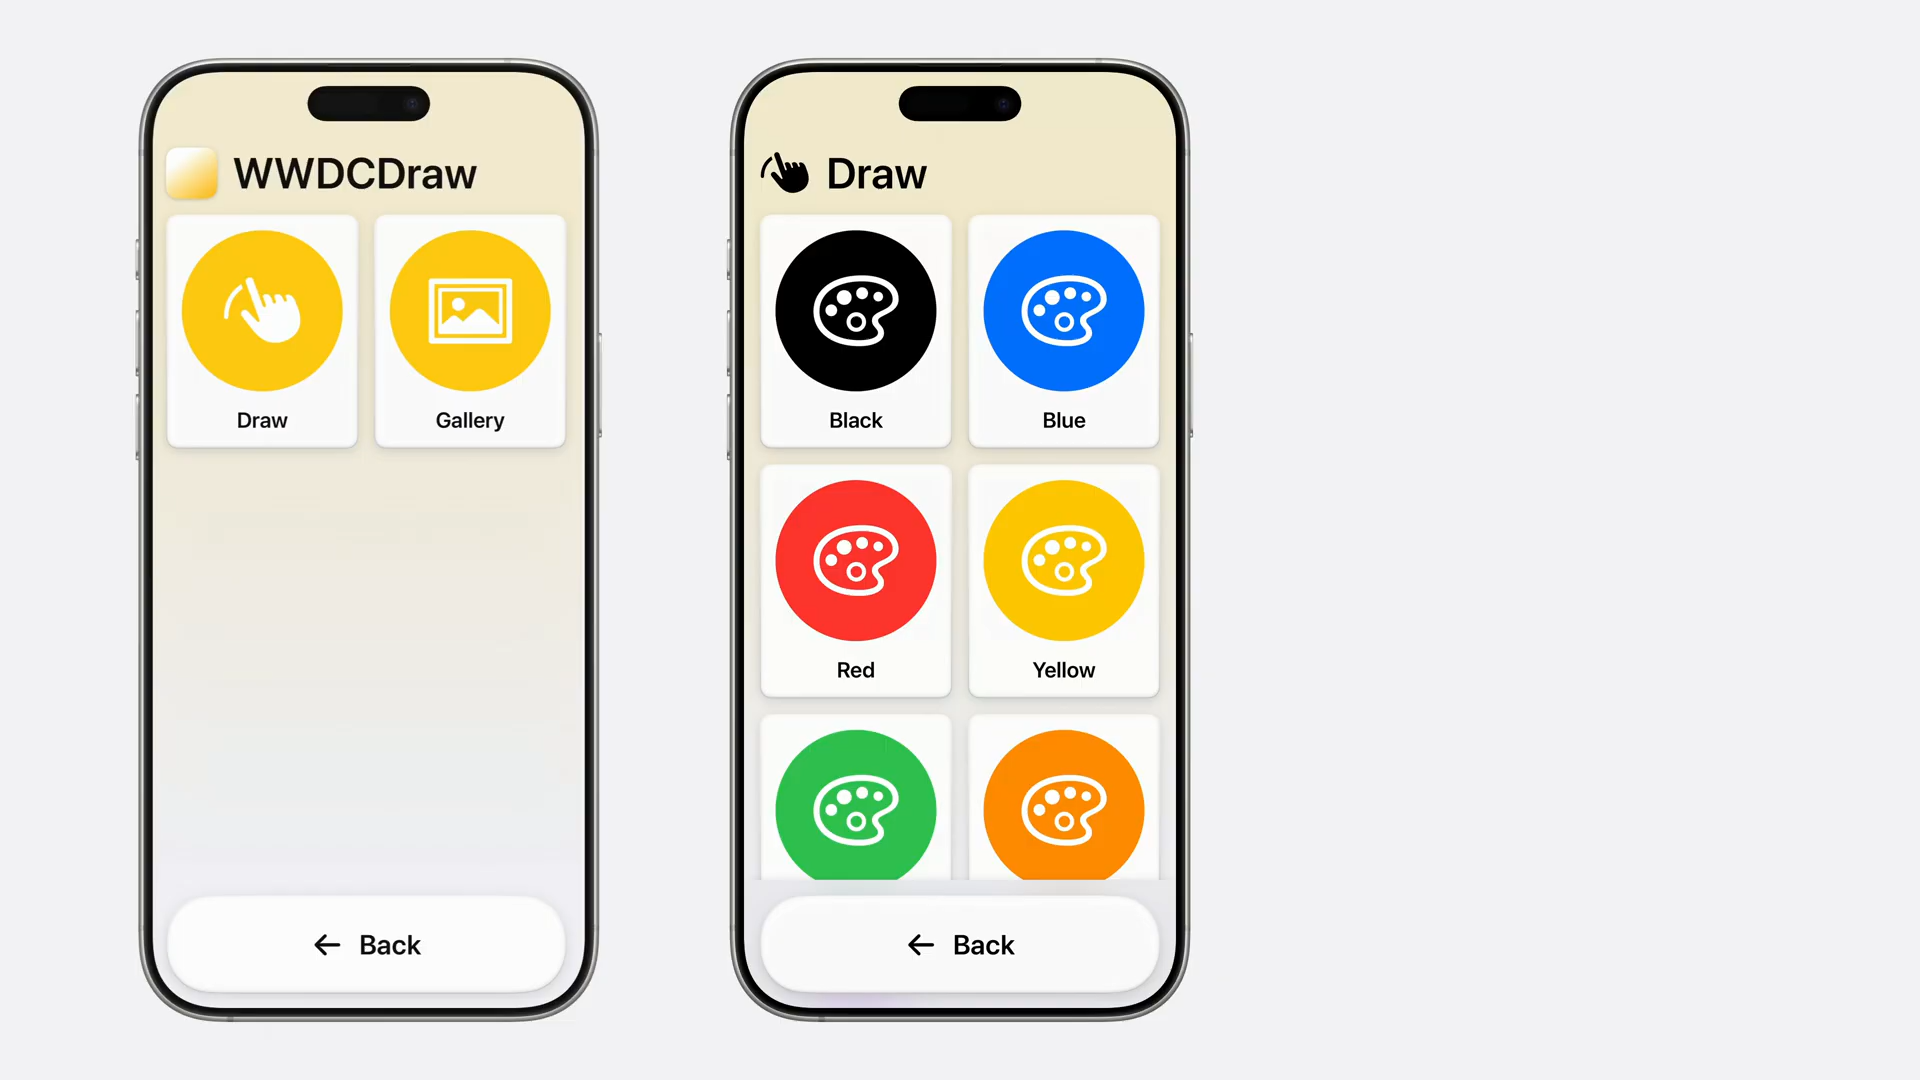 WWDCDraw
Draw
Gallery
Back
Draw
Black
Blue
Red
Yellow
Back